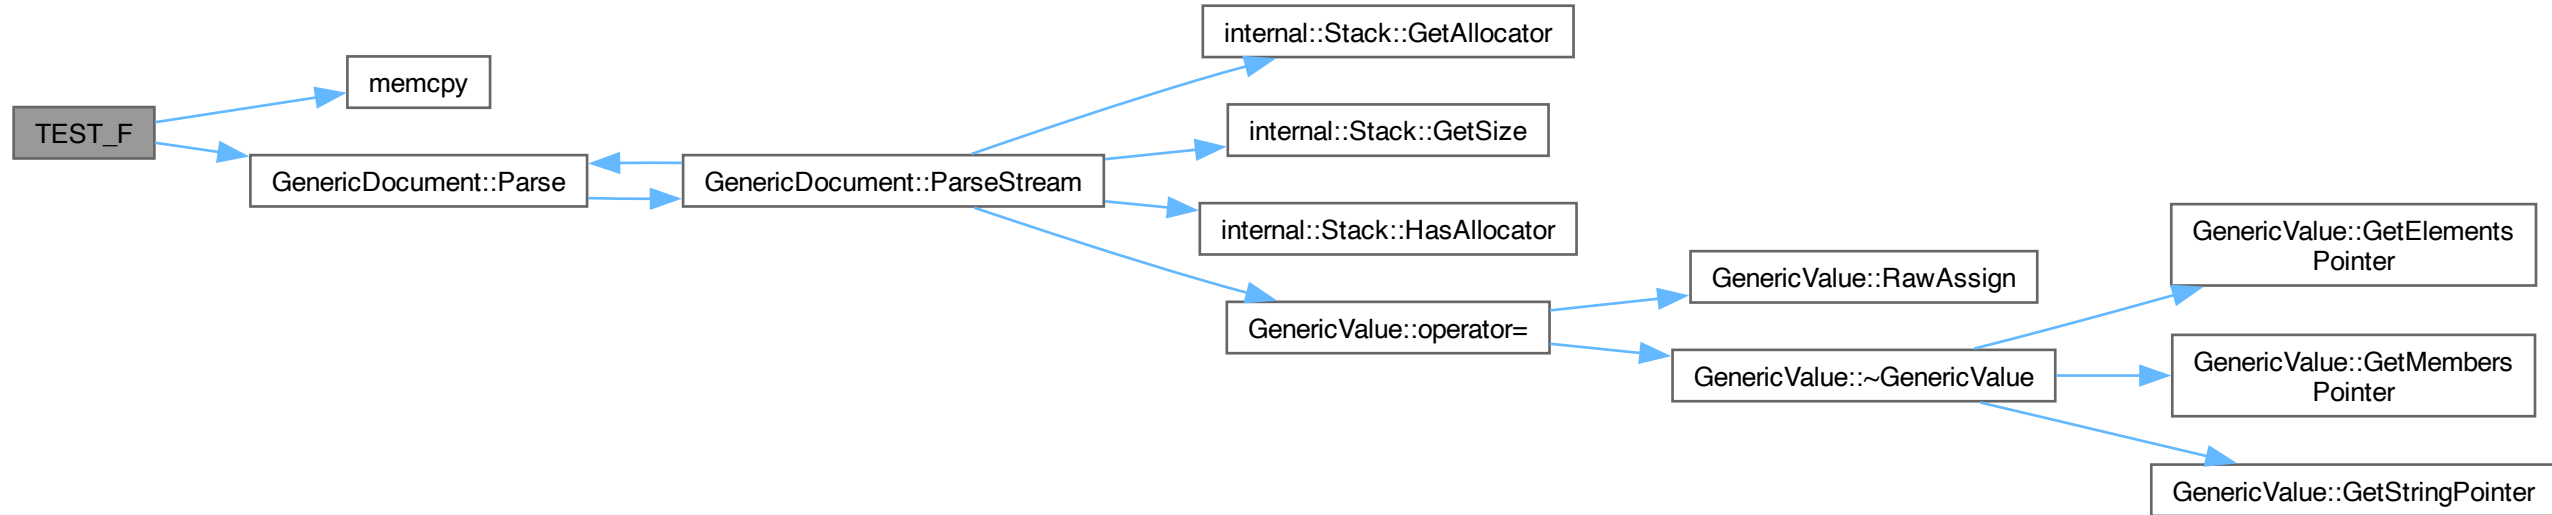 TEST_F
memcpy
GenericDocument::Parse
GenericDocument::ParseStream
internal::Stack::GetAllocator
internal::Stack::GetSize
internal::Stack::HasAllocator
GenericValue::operator=
GenericValue::RawAssign
GenericValue::~GenericValue
GenericValue::GetElements
Pointer
GenericValue::GetMembers
Pointer
GenericValue::GetStringPointer